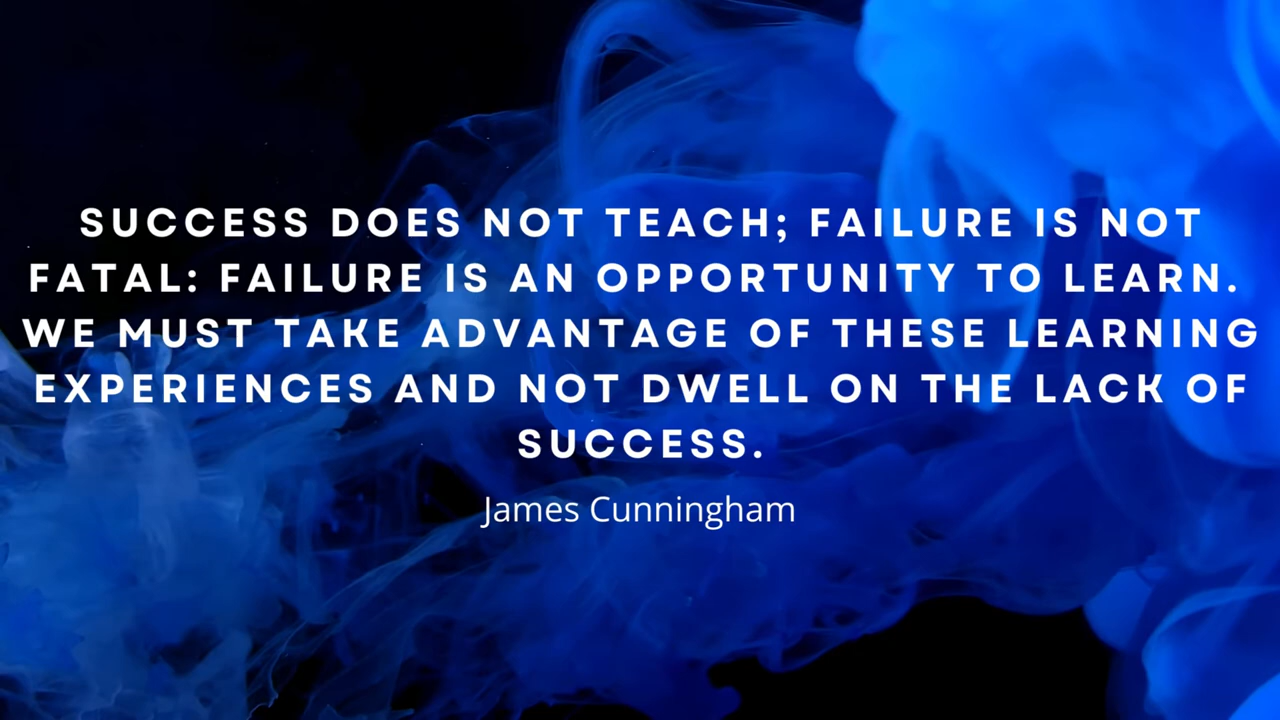 SUCCESS DOES NOT TEACH; FAILURE IS NOT
FATAL: FAILURE IS AN OPPORTUNITY TO LEARN.
WE MUST TAKE ADVANTAGE OF THESE LEARNING
EXPERIENCES AND NOT DWELL ON THE LACK OF
SUCCESS.
James Cunningham